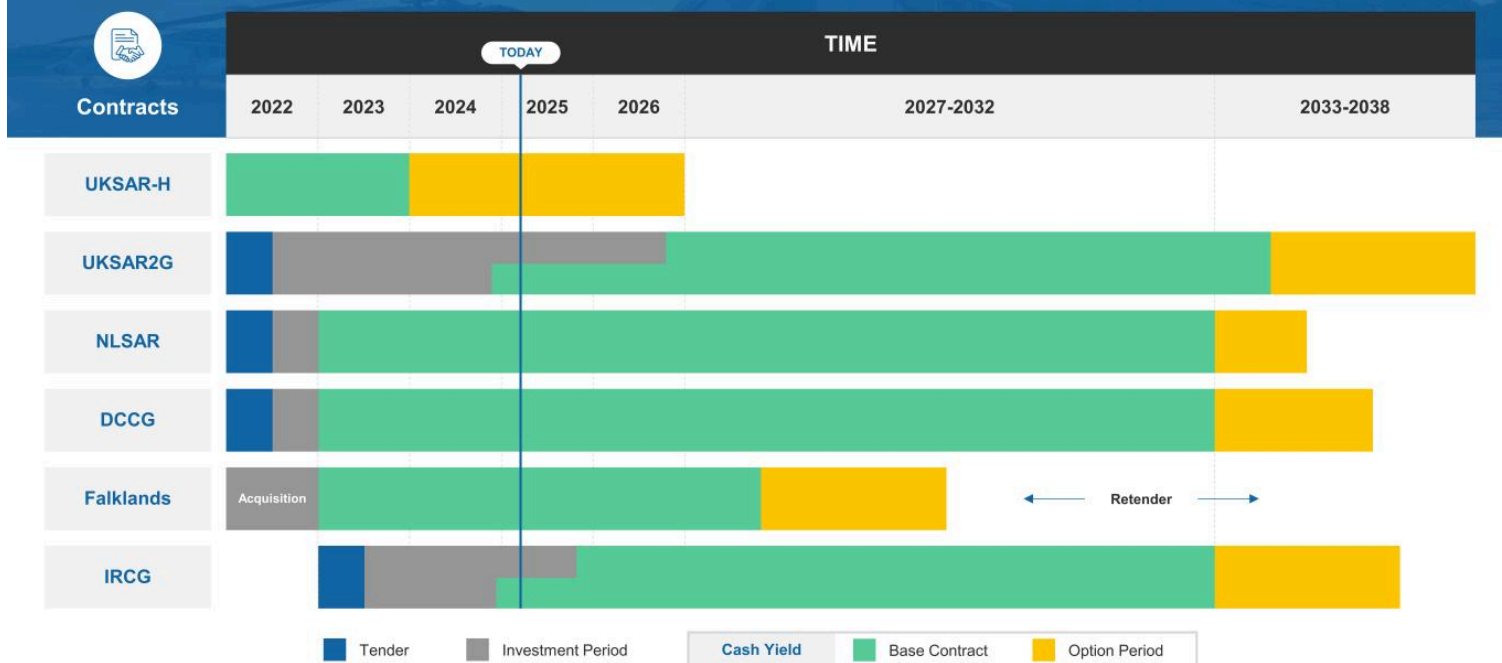 TIME
TODAY
Contracts 2022 2023 2024 2025 2026 2027-2032 2033-2038
UKSAR-H
UKSAR2G
NLSAR
DCCG
Falklands Acquisition Retender
IRCG
Tender Investment Period Cash Yield Base Contract Option Period